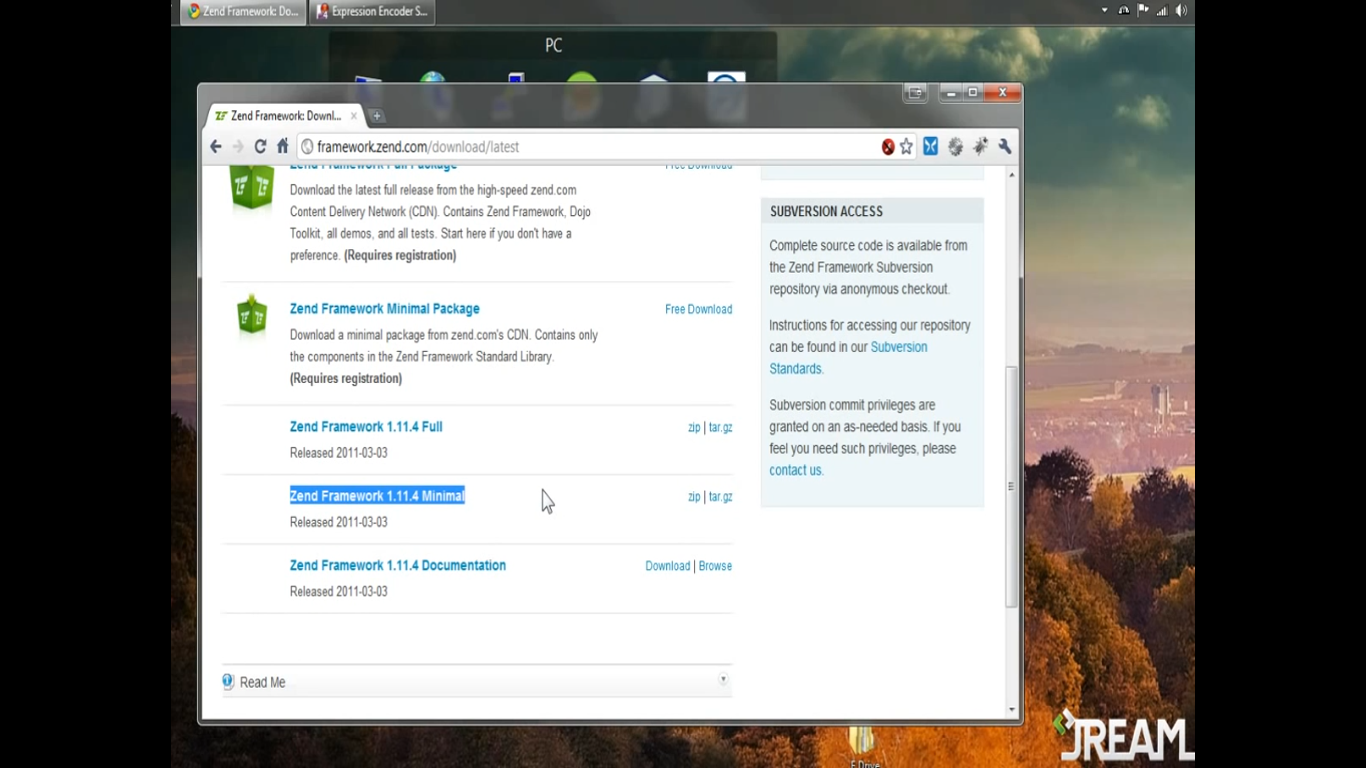 Zend Framework: Do...
Expression Encoder S...
PC
Zend Framework: Downl...
framework.zend.com/download/latest
Zend Framework Full Package
Free Download
Download the latest full release from the high-speed zend.com
Content Delivery Network (CDN). Contains Zend Framework, Dojo
Toolkit, all demos, and all tests. Start here if you don't have a
preference. (Requires registration)
Zend Framework Minimal Package
Free Download
Download a minimal package from zend.com's CDN. Contains only
the components in the Zend Framework Standard Library.
(Requires registration)
Zend Framework 1.11.4 Full
zip | tar.gz
Released 2011-03-03
Zend Framework 1.11.4 Minimal
zip | tar.gz
Released 2011-03-03
Zend Framework 1.11.4 Documentation
Download | Browse
Released 2011-03-03
Read Me
SUBVERSION ACCESS
Complete source code is available from
the Zend Framework Subversion
repository via anonymous checkout.
Instructions for accessing our repository
can be found in our Subversion
Standards.
Subversion commit privileges are
granted on an as-needed basis. If you
feel you need such privileges, please
contact us.
E Drive
JREAM